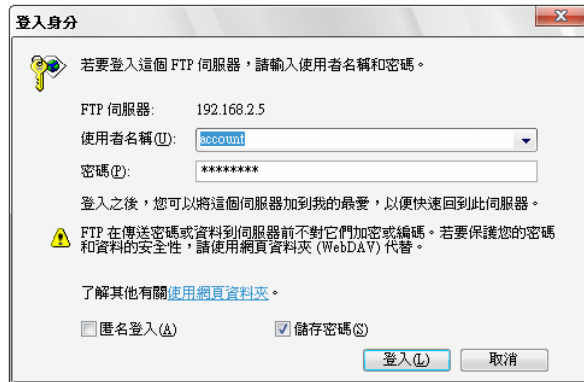 登入身分
若要登入這個 FTP 伺服器，請輸入使用者名稱和密碼。
FTP 伺服器: 192.168.2.5
使用者名稱(U): account
密碼(P): ********
登入之後，您可以將這個伺服器加到我的最愛，以便快速回到此伺服器。
FTP 在傳送密碼或資料到伺服器前不對它們加密或編碼。若要保護您的密碼
和資料的安全性，請使用網頁資料夾 (WebDAV) 代替。
了解其他有關使用網頁資料夾。
匿名登入(A) 儲存密碼(S)
登入(L) 取消